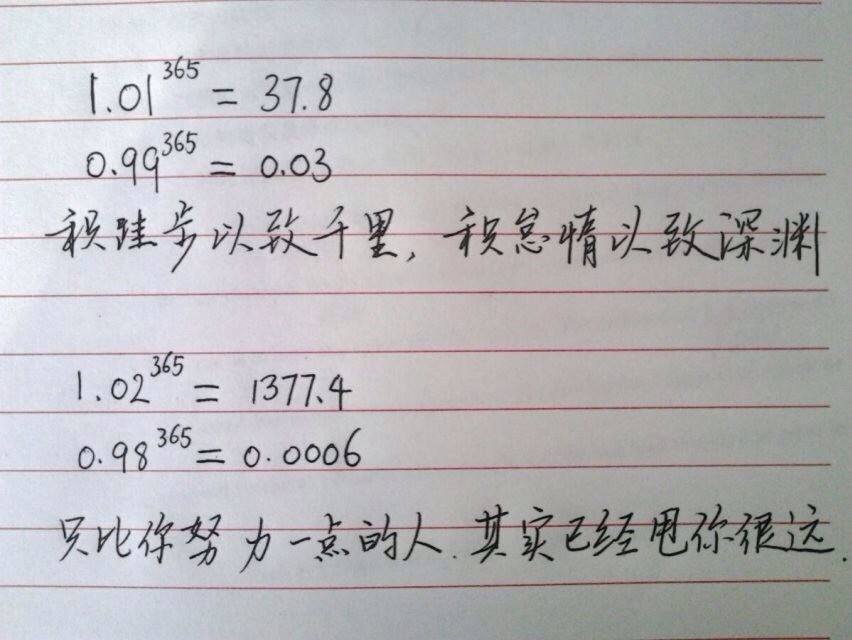 1.01^365 = 37.8
0.99^365 = 0.03
积跬步以致千里，积怠惰以致深渊
1.02^365 = 1377.4
0.98^365 = 0.0006
只比你努力一点的人.其实已经甩你很远.